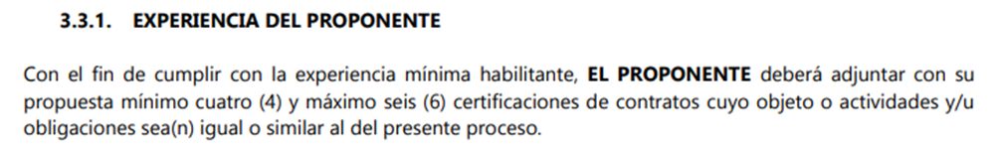 3.3.1. EXPERIENCIA DEL PROPONENTE
Con el fin de cumplir con la experiencia mínima habilitante, EL PROPONENTE deberá adjuntar con su
propuesta mínimo cuatro (4) y máximo seis (6) certificaciones de contratos cuyo objeto o actividades y/u
obligaciones sea(n) igual o similar al del presente proceso.